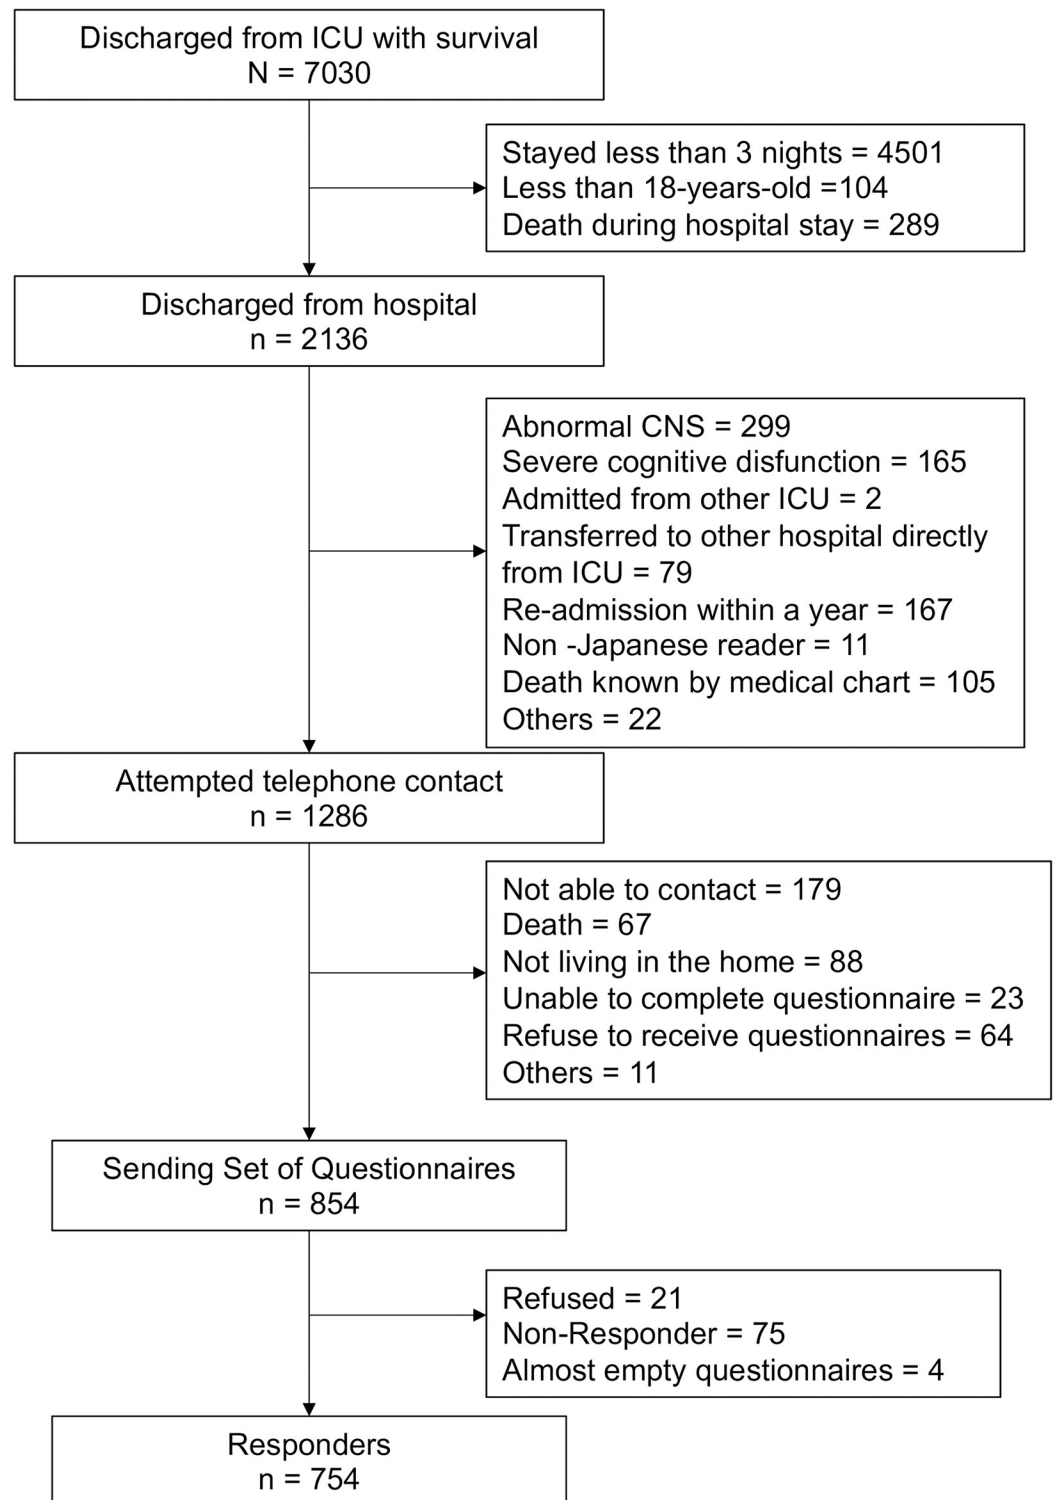 Discharged from ICU with survival
N = 7030
Stayed less than 3 nights = 4501
Less than 18-years-old =104
Death during hospital stay = 289
Discharged from hospital
n = 2136
Abnormal CNS = 299
Severe cognitive disfunction = 165
Admitted from other ICU = 2
Transferred to other hospital directly
from ICU = 79
Re-admission within a year = 167
Non -Japanese reader = 11
Death known by medical chart = 105
Others = 22
Attempted telephone contact
n = 1286
Not able to contact = 179
Death = 67
Not living in the home = 88
Unable to complete questionnaire = 23
Refuse to receive questionnaires = 64
Others = 11
Sending Set of Questionnaires
n = 854
Refused = 21
Non-Responder = 75
Almost empty questionnaires = 4
Responders
n = 754